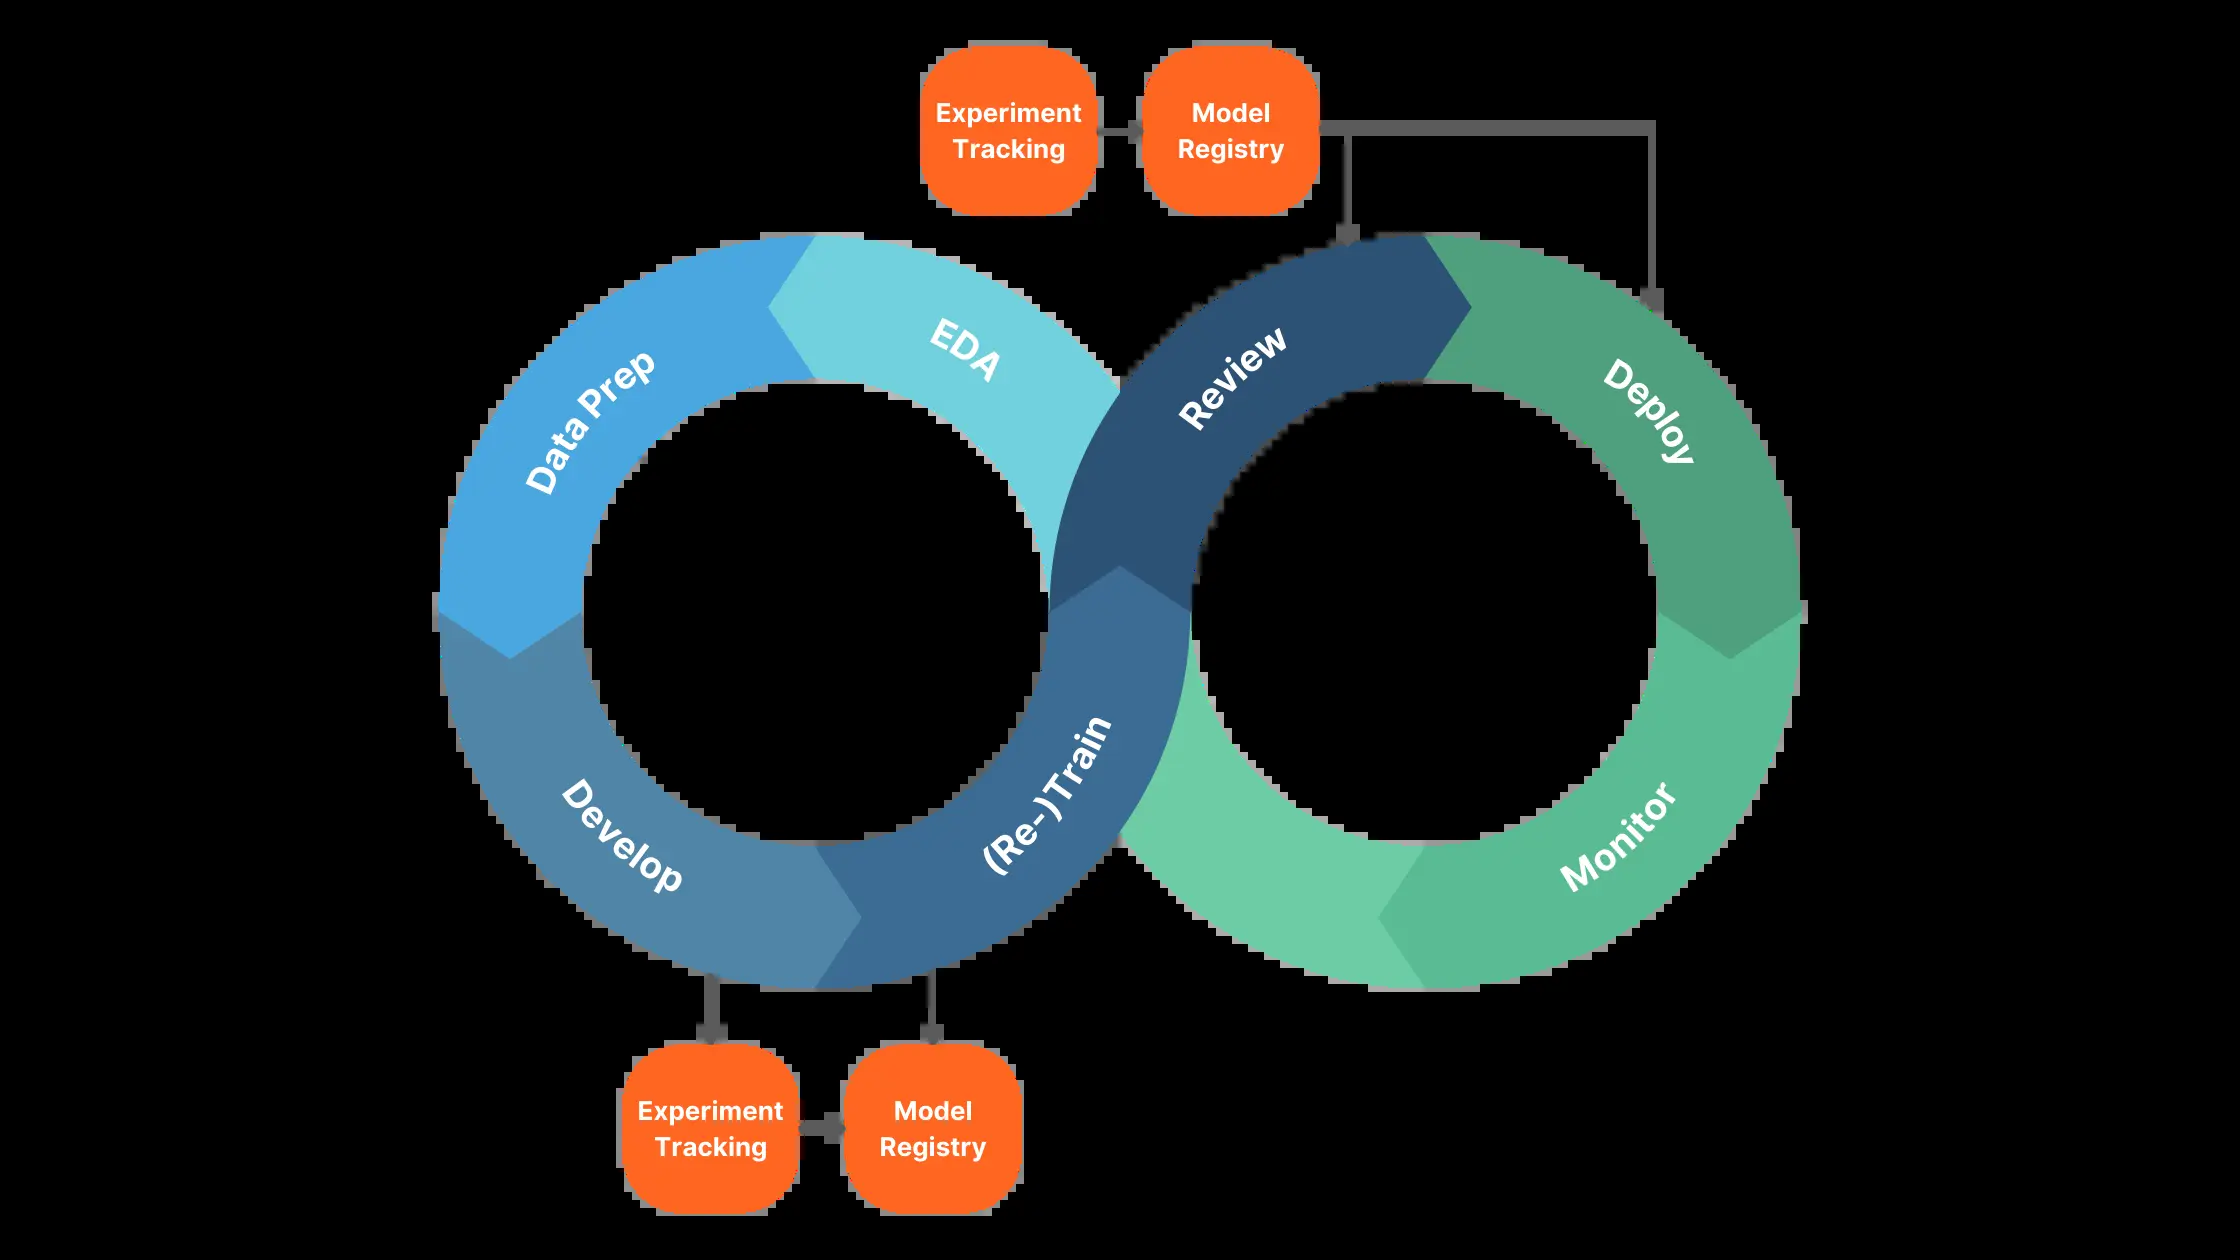 Experiment
Tracking
Model
Registry
EDA
Data Prep
Review
Deploy
Develop
(Re-)Train
Monitor
Experiment
Tracking
Model
Registry